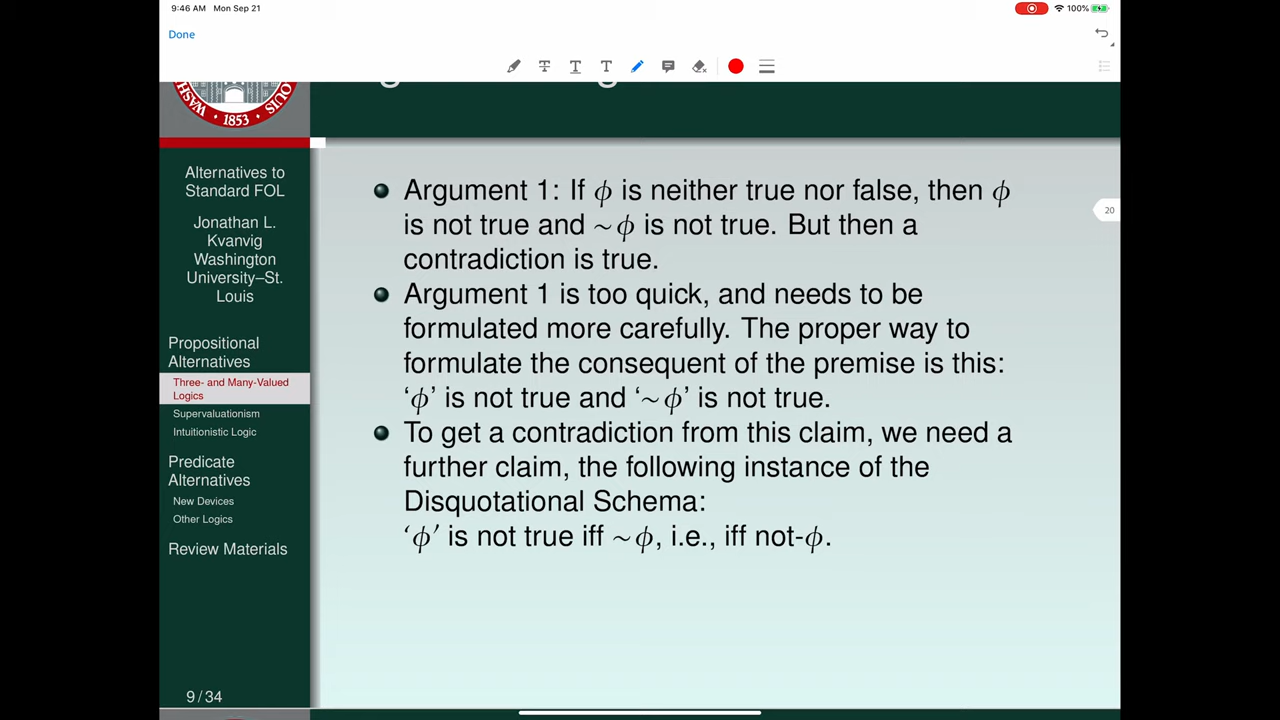 9:46 AM Mon Sep 21
100%
Done
20
WASH
OUIS
1853
Alternatives to
Standard FOL
Jonathan L.
Kvanvig
Washington
University–St.
Louis
Propositional
Alternatives
Three- and Many-Valued
Logics
Supervaluationism
Intuitionistic Logic
Predicate
Alternatives
New Devices
Other Logics
Review Materials
9 / 34
Argument 1: If ϕ is neither true nor false, then ϕ
is not true and ∼ϕ is not true. But then a
contradiction is true.
Argument 1 is too quick, and needs to be
formulated more carefully. The proper way to
formulate the consequent of the premise is this:
‘ϕ’ is not true and ‘∼ϕ’ is not true.
To get a contradiction from this claim, we need a
further claim, the following instance of the
Disquotational Schema:
‘ϕ’ is not true iff ∼ϕ, i.e., iff not-ϕ.